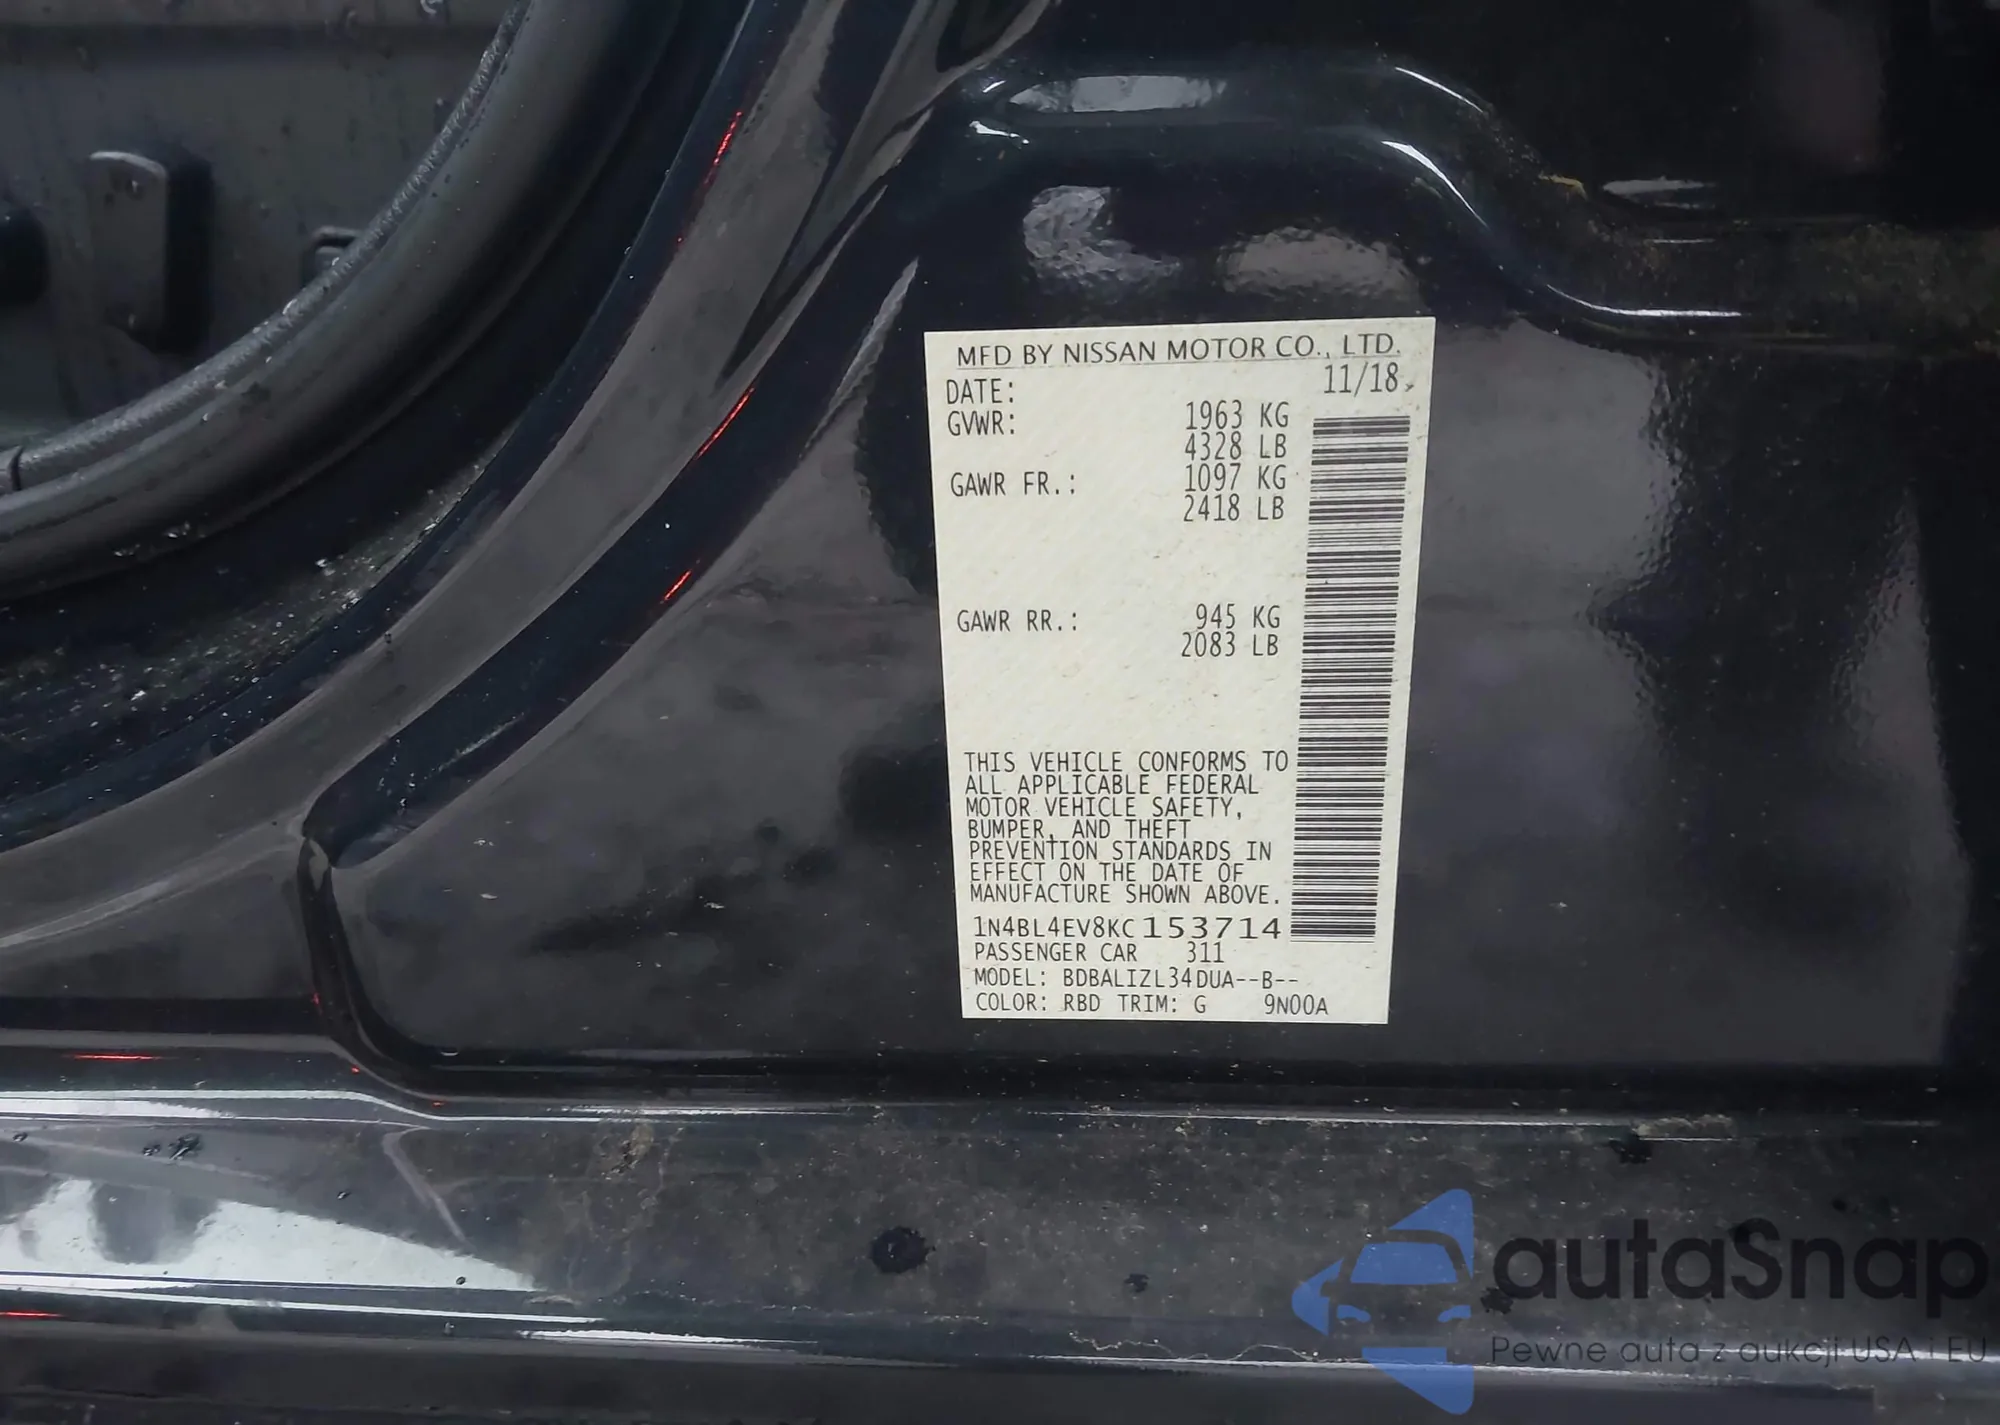 MFD BY NISSAN MOTOR CO., LTD.
DATE: 11/18
GVWR: 1963 KG
4328 LB
GAWR FR.: 1097 KG
2418 LB
GAWR RR.: 945 KG
2083 LB
THIS VEHICLE CONFORMS TO
ALL APPLICABLE FEDERAL
MOTOR VEHICLE SAFETY,
BUMPER, AND THEFT
PREVENTION STANDARDS IN
EFFECT ON THE DATE OF
MANUFACTURE SHOWN ABOVE.
1N4BL4EV8KC153714
PASSENGER CAR 311
MODEL: BDBALIZL34DUA--B--
COLOR: RBD TRIM: G 9N00A
autaSnap
Pewne auta z aukcji USA i EU